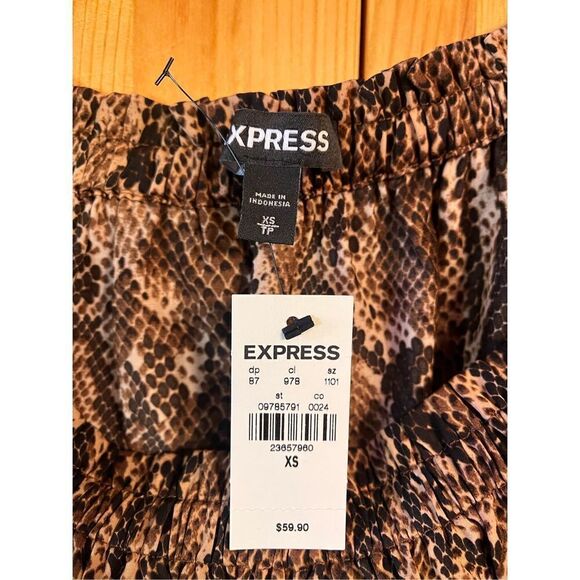 XPRESS
MADE IN
INDONESIA
XS
TP
EXPRESS
dp cl sz
87 978 1101
st co
09785791 0024
23657960
XS
$59.90